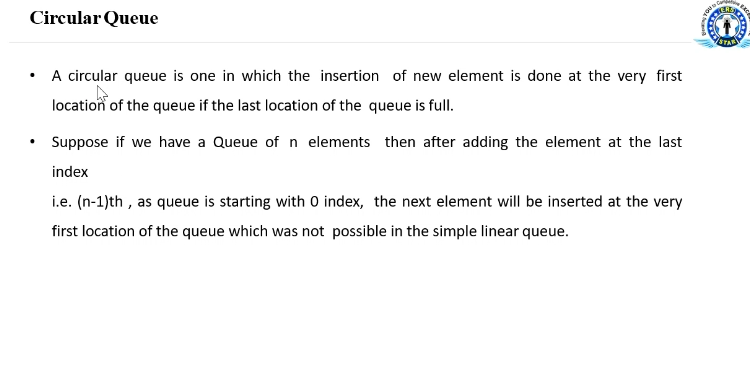 Circular Queue
• A circular queue is one in which the insertion of new element is done at the very first
location of the queue if the last location of the queue is full.
• Suppose if we have a Queue of n elements then after adding the element at the last
index
i.e. (n-1)th , as queue is starting with 0 index, the next element will be inserted at the very
first location of the queue which was not possible in the simple linear queue.
STAR